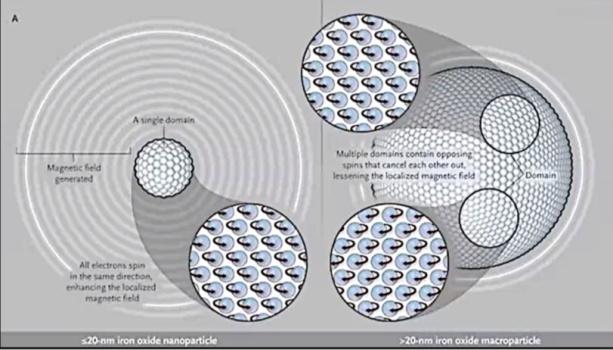 A
A single domain
Magnetic field
generated
All electrons spin
in the same direction,
enhancing the localized
magnetic field
≤20-nm iron oxide nanoparticle
Multiple domains contain opposing
spins that cancel each other out,
lessening the localized magnetic field
Domain
>20-nm iron oxide macroparticle